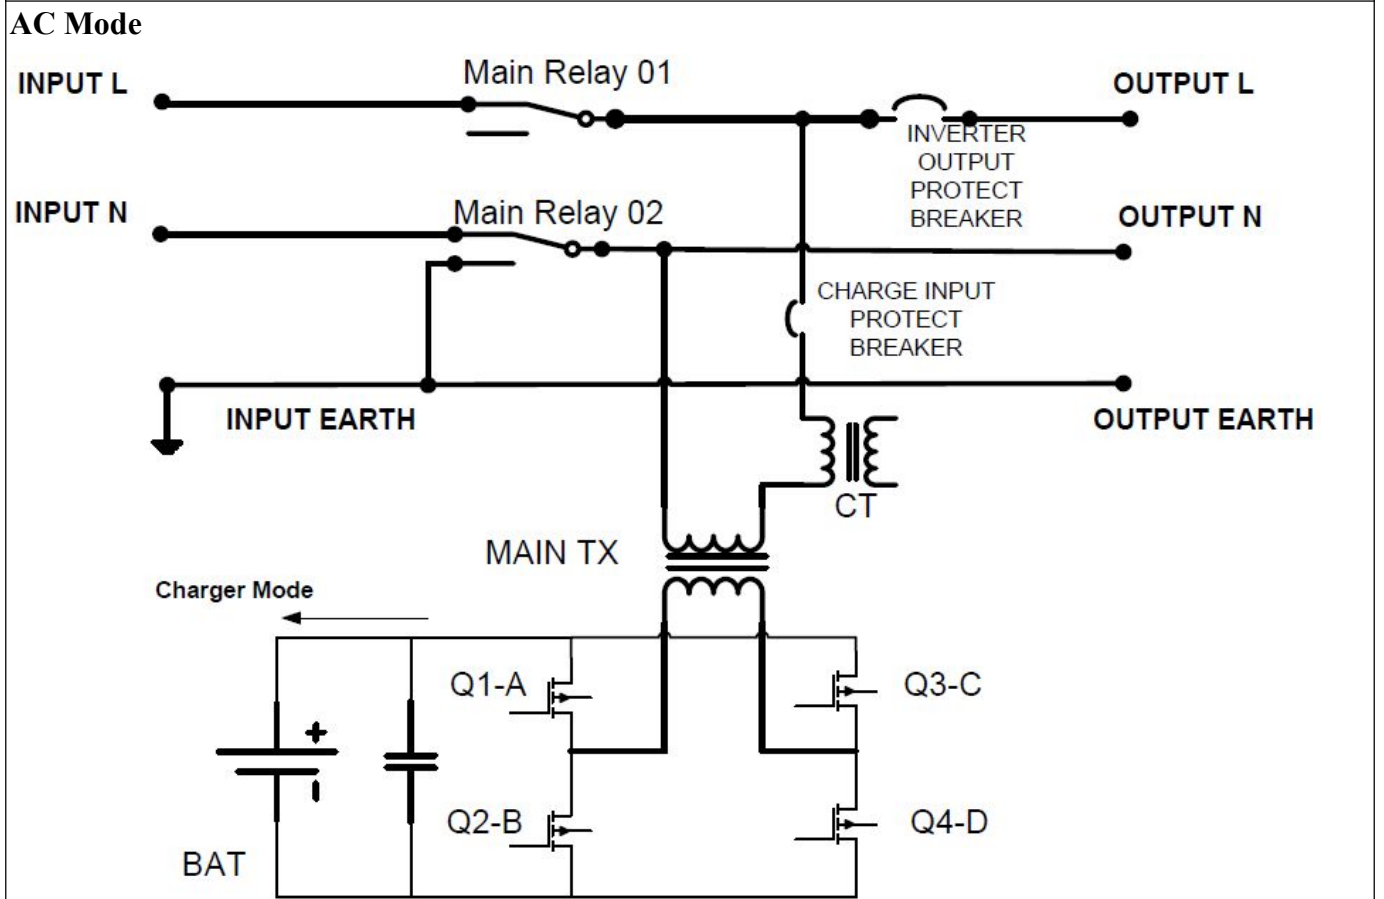 AC Mode
INPUT L
Main Relay 01
OUTPUT L
INVERTER
OUTPUT
PROTECT
BREAKER
INPUT N
Main Relay 02
OUTPUT N
CHARGE INPUT
PROTECT
BREAKER
INPUT EARTH
OUTPUT EARTH
CT
MAIN TX
Charger Mode
Q1-A
Q3-C
+
-
Q2-B
Q4-D
BAT